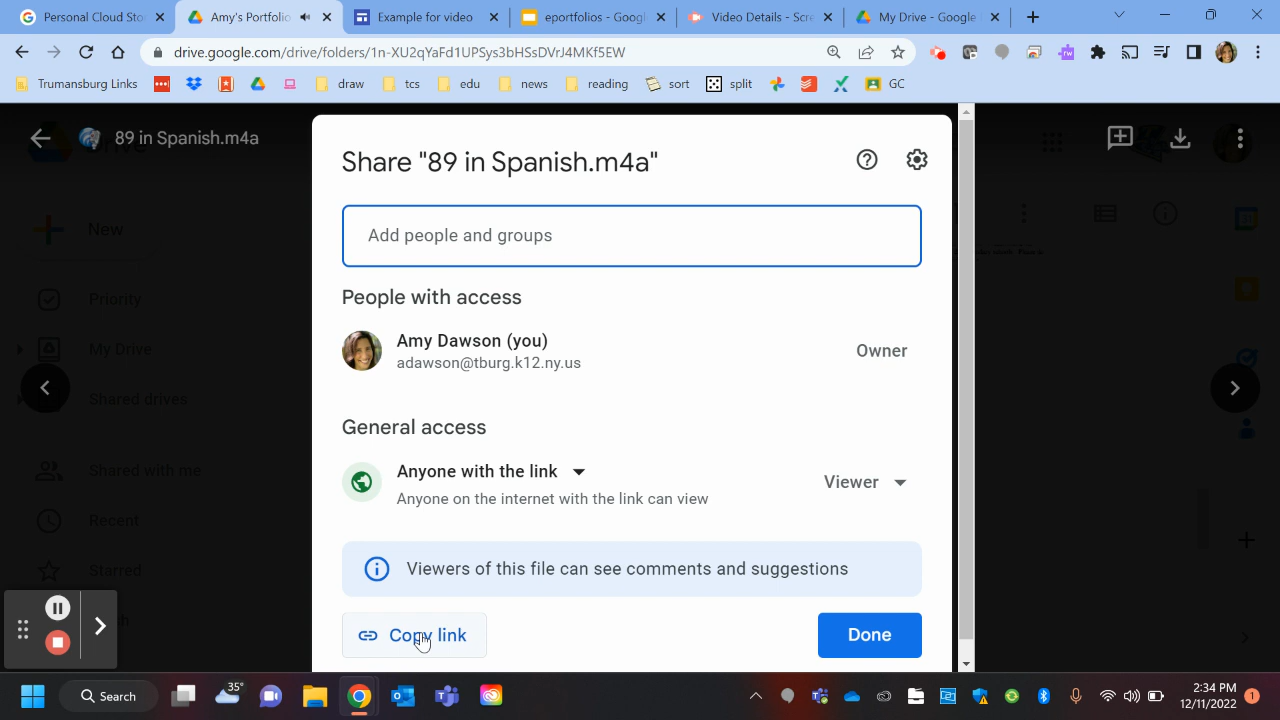 Personal Cloud Sto
Amy's Portfolio
Example for video
eportfolios - Googl
Video Details - Scre
My Drive - Google
drive.google.com/drive/folders/1n-XU2qYaFd1UPSys3bHSsDVrJ4MKf5EW
Trumansburg Links
draw
tcs
edu
news
reading
sort
split
GC
89 in Spanish.m4a
New
Priority
My Drive
Shared drives
Shared with me
Recent
Starred
Share "89 in Spanish.m4a"
Add people and groups
People with access
Amy Dawson (you)
adawson@tburg.k12.ny.us
Owner
General access
Anyone with the link
Anyone on the internet with the link can view
Viewer
Viewers of this file can see comments and suggestions
Copy link
Done
Search
35°
2:34 PM
12/11/2022
1